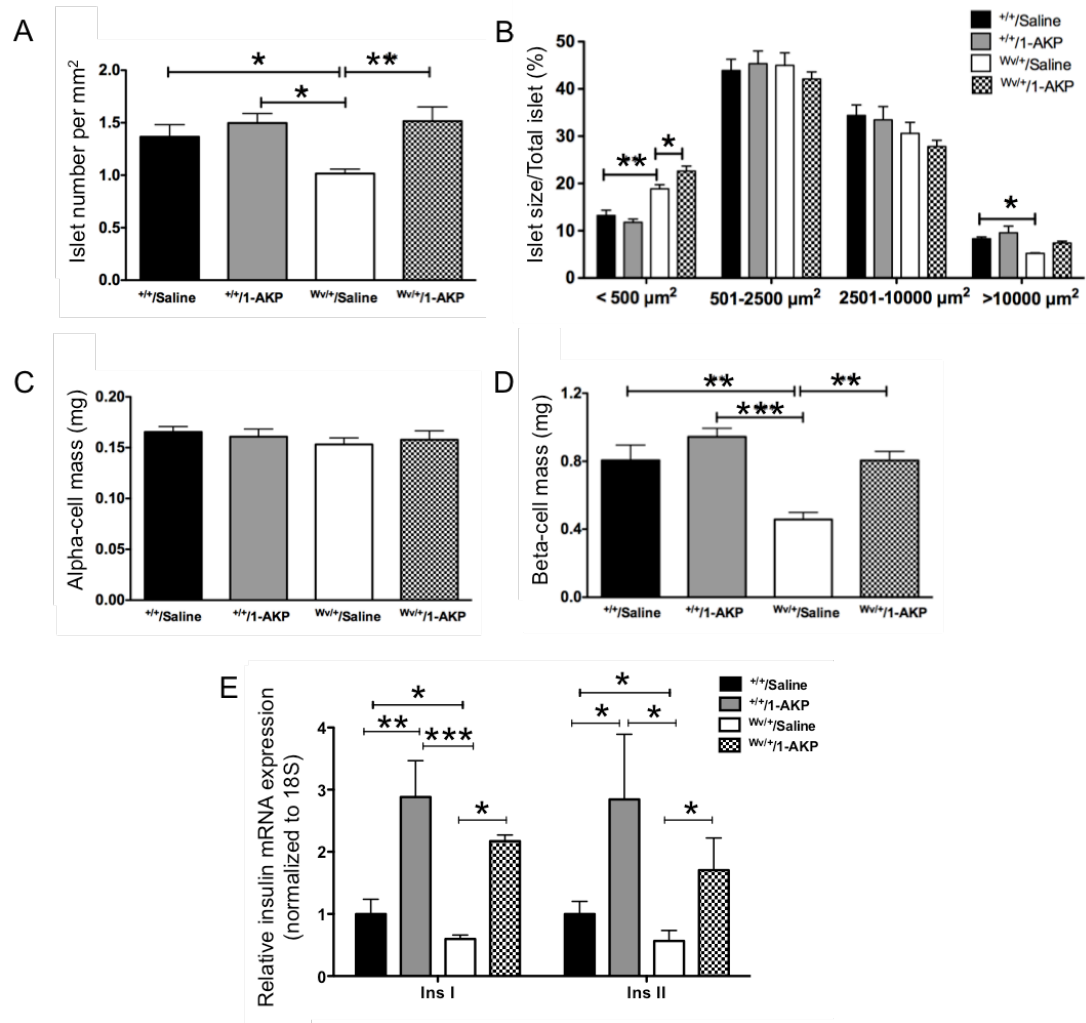 A
Islet number per mm²
2.0
1.5
1.0
0.5
0.0
*
**
*
+/+/Saline
+/+/1-AKP
Wv/+/Saline
Wv/+/1-AKP
B
Islet size/Total islet (%)
50
40
30
20
10
0
+/+/Saline
+/+/1-AKP
Wv/+/Saline
Wv/+/1-AKP
**
*
*
< 500 µm²
501-2500 µm²
2501-10000 µm²
>10000 µm²
C
Alpha-cell mass (mg)
0.20
0.15
0.10
0.05
0.00
+/+/Saline
+/+/1-AKP
Wv/+/Saline
Wv/+/1-AKP
D
Beta-cell mass (mg)
1.2
0.8
0.4
0.0
**
**
***
+/+/Saline
+/+/1-AKP
Wv/+/Saline
Wv/+/1-AKP
E
Relative insulin mRNA expression
(normalized to 18S)
4
3
2
1
0
*
**
***
*
*
*
*
*
+/+/Saline
+/+/1-AKP
Wv/+/Saline
Wv/+/1-AKP
Ins I
Ins II